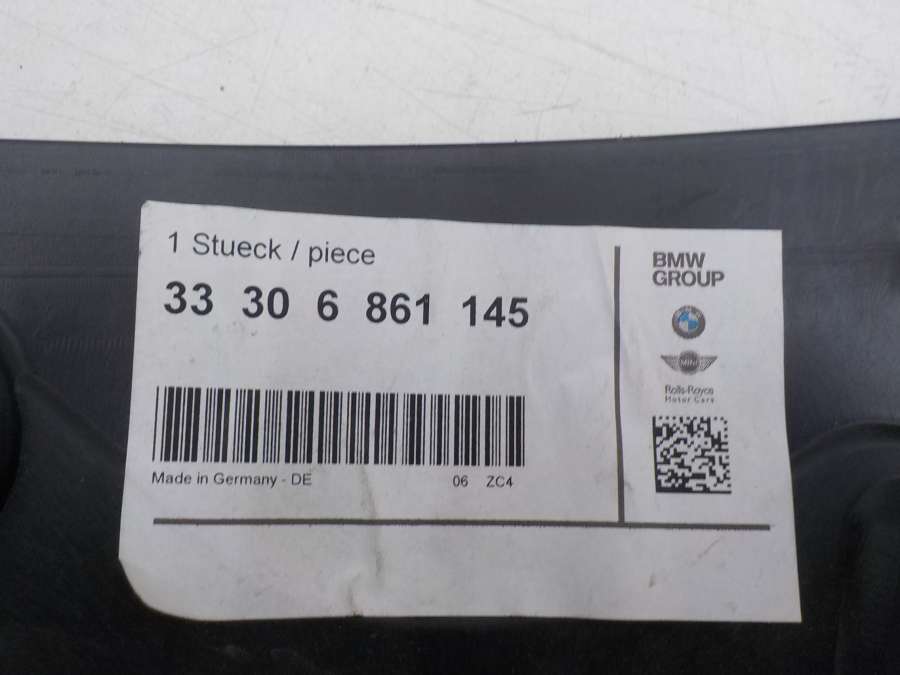 1 Stueck / piece
33 30 6 861 145
Made in Germany - DE
06 ZC4
BMW
GROUP
MINI
Rolls-Royce
Motor Cars